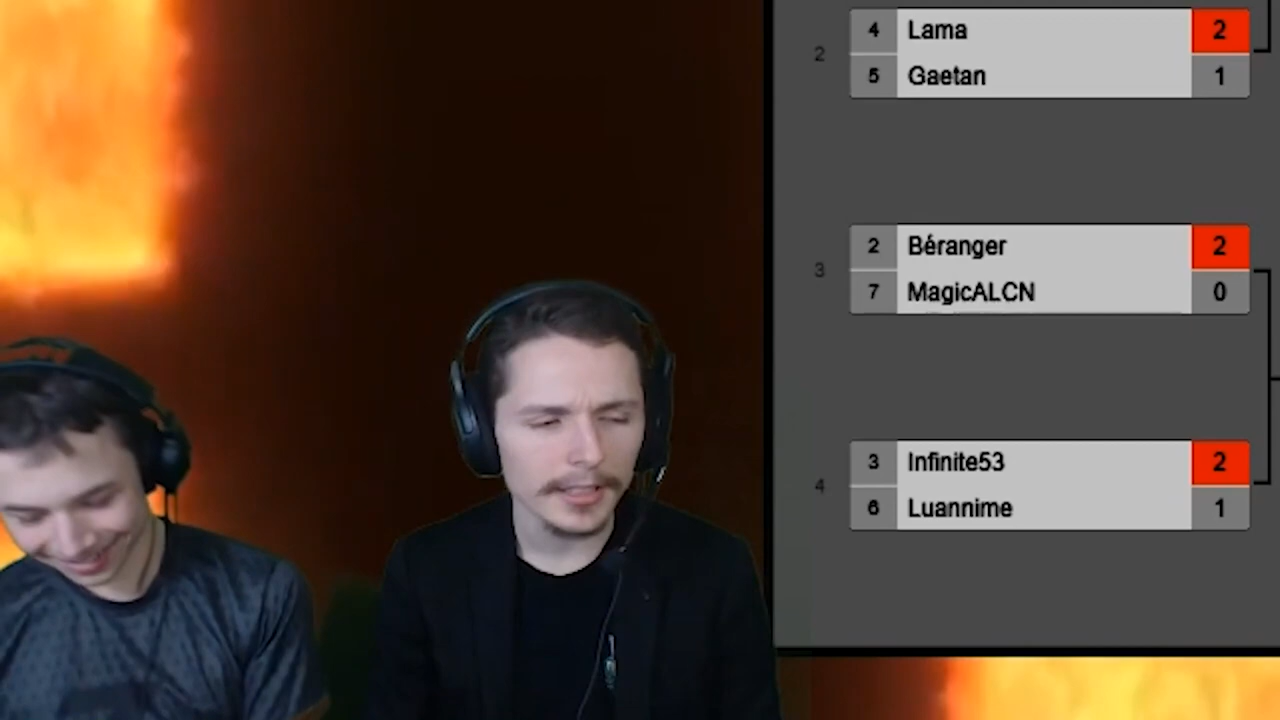 4 Lama 2
2
5 Gaetan 1
2 Béranger 2
3
7 MagicALCN 0
3 Infinite53 2
4
6 Luannime 1